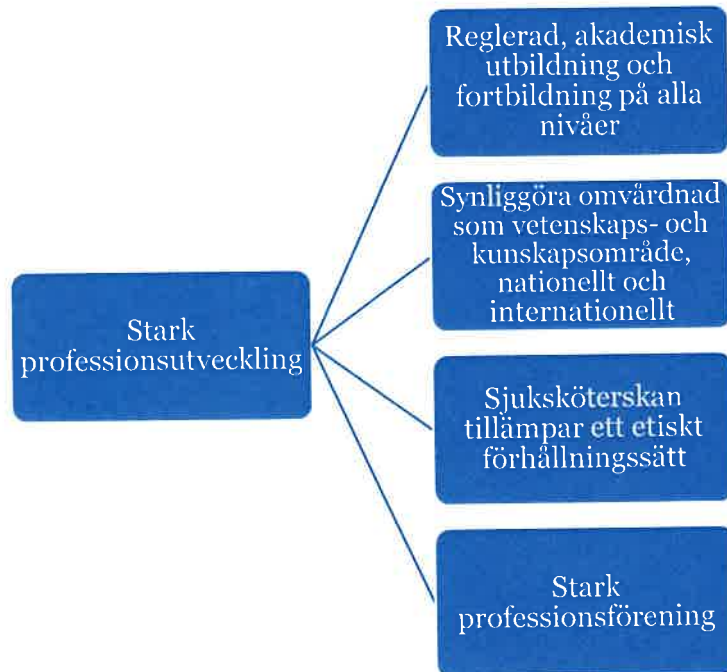 Stark
professionsutveckling
Reglerad, akademisk
utbildning och
fortbildning på alla
nivåer
Synliggöra omvårdnad
som vetenskaps- och
kunskapsområde,
nationellt och
internationellt
Sjuksköterskan
tillämpar ett etiskt
förhållningssätt
Stark
professionsförening